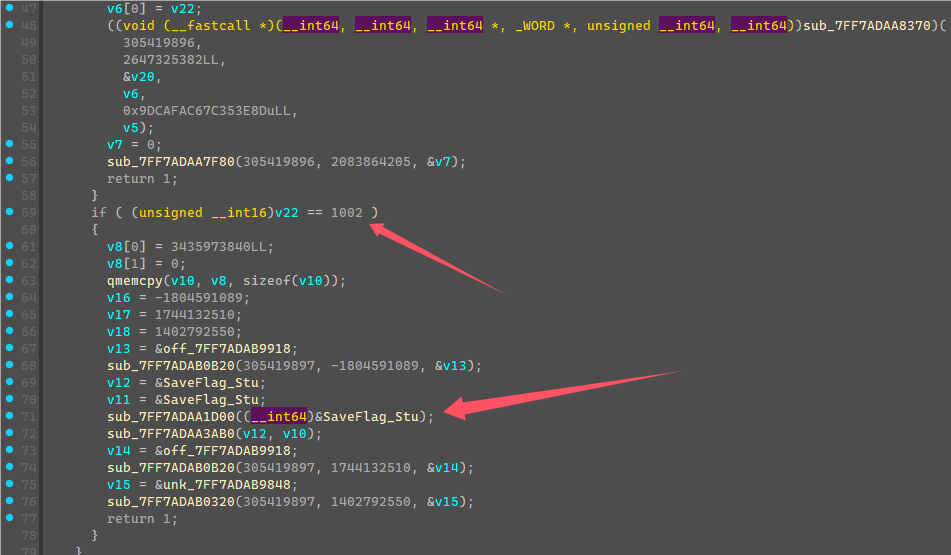 47 v6[0] = v22;
48 ((void (__fastcall *)(__int64, __int64, __int64 *, _WORD *, unsigned __int64, __int64))sub_7FF7ADAA8370)(
49 305419896,
50 2647325382LL,
51 &v20,
52 v6,
53 0x9DCAFAC67C353E8DuLL,
54 v5);
55 v7 = 0;
56 sub_7FF7ADAA7F80(305419896, 2083864205, &v7);
57 return 1;
58 }
59 if ( (unsigned __int16)v22 == 1002 )
60 {
61 v8[0] = 3435973840LL;
62 v8[1] = 0;
63 qmemcpy(v10, v8, sizeof(v10));
64 v16 = -1804591089;
65 v17 = 1744132510;
66 v18 = 1402792550;
67 v13 = &off_7FF7ADAB9918;
68 sub_7FF7ADAB0B20(305419897, -1804591089, &v13);
69 v12 = &SaveFlag_Stu;
70 v11 = &SaveFlag_Stu;
71 sub_7FF7ADAA1D00((__int64)&SaveFlag_Stu);
72 sub_7FF7ADAA3AB0(v12, v10);
73 v14 = &off_7FF7ADAB9918;
74 sub_7FF7ADAB0B20(305419897, 1744132510, &v14);
75 v15 = &unk_7FF7ADAB9848;
76 sub_7FF7ADAB0320(305419897, 1402792550, &v15);
77 return 1;
78 }
79 }